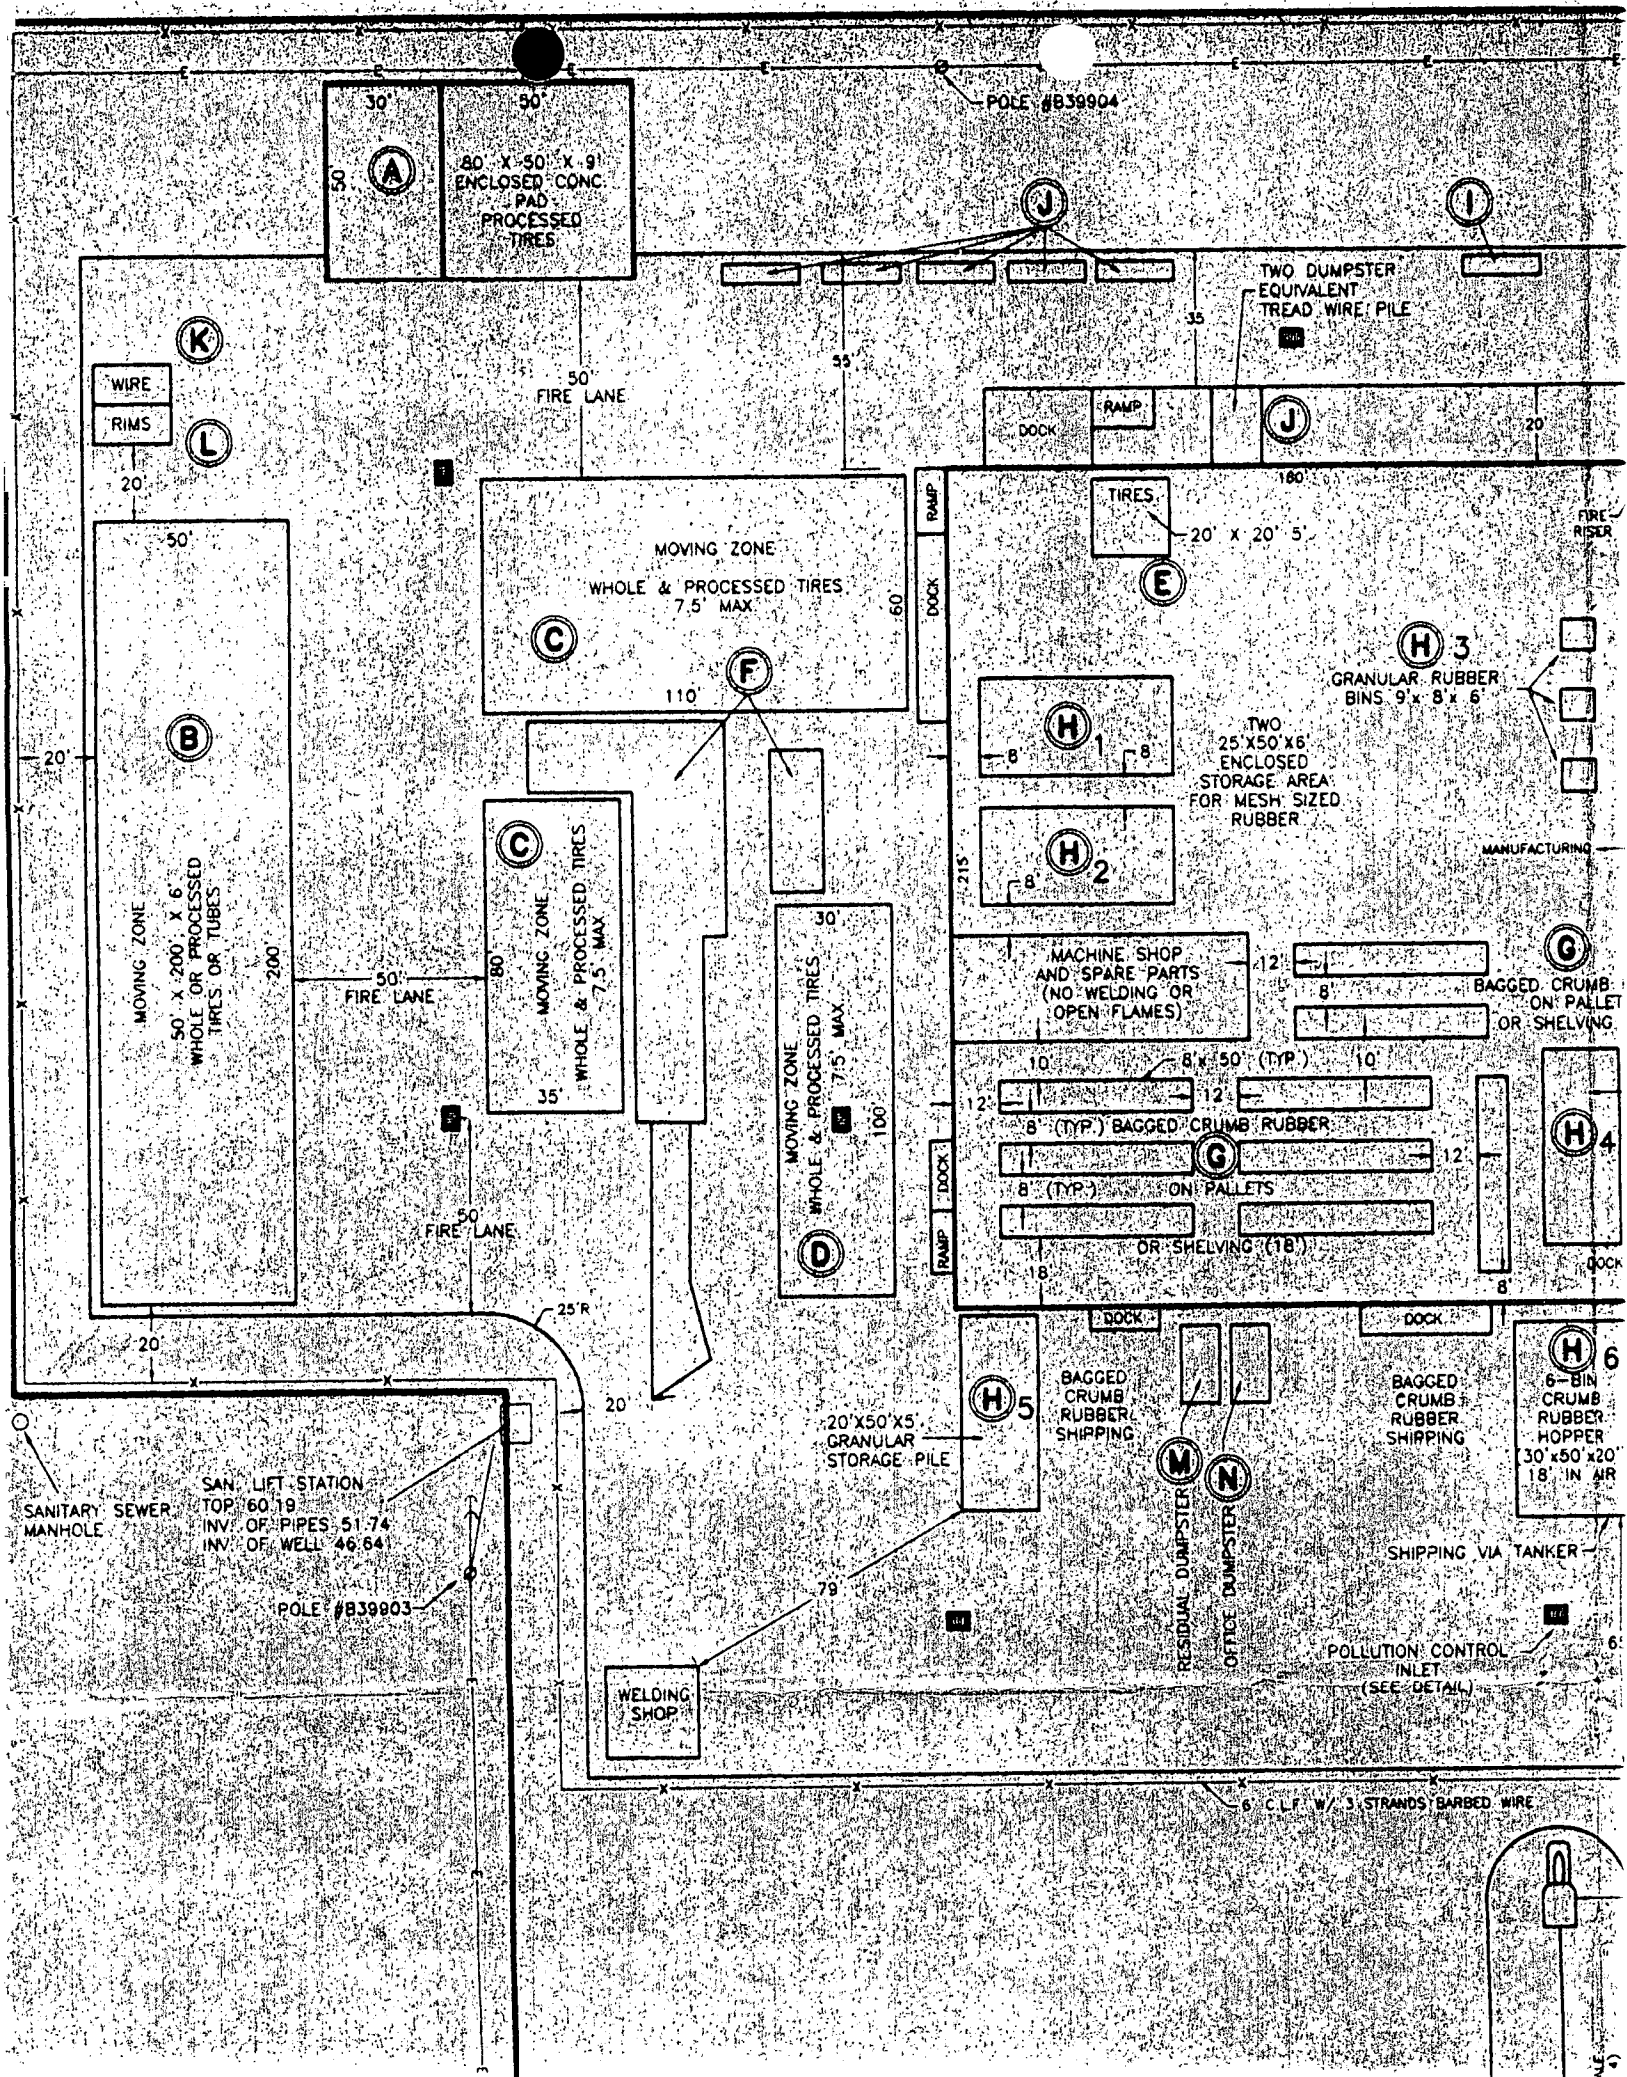 POLE #B39904
30'
50'
50'
A
80' X 50' X 9'
ENCLOSED CONC.
PAD
PROCESSED
TIRES
J
I
TWO DUMPSTER
EQUIVALENT
TREAD WIRE PILE
35
55'
50'
FIRE LANE
K
WIRE
RIMS
L
20'
DOCK
RAMP
J
20'
180'
FIRE
RISER
TIRES
20' X 20' 5'
E
RAMP
DOCK
MOVING ZONE
WHOLE & PROCESSED TIRES
7.5' MAX
60'
C
F
110'
50'
B
20'
MOVING ZONE
50' X 200' X 6'
WHOLE OR PROCESSED
TIRES OR TUBES
200'
H 3
GRANULAR RUBBER
BINS 9'x 8'x 6'
H 1
8'
8'
TWO
25'X50'X6'
ENCLOSED
STORAGE AREA
FOR MESH SIZED
RUBBER
H 2
8'
215'
MANUFACTURING
C
MOVING ZONE
WHOLE & PROCESSED TIRES
7.5' MAX
80'
35'
50
FIRE LANE
30'
MOVING ZONE
WHOLE & PROCESSED TIRES
7.5' MAX
100'
D
MACHINE SHOP
AND SPARE PARTS
(NO WELDING OR
OPEN FLAMES)
12
8'
G
BAGGED CRUMB
ON PALLET
OR SHELVING
10
8'x 50' (TYP.)
10
12
12
8' (TYP.) BAGGED CRUMB RUBBER
G
12
8' (TYP.)
ON PALLETS
OR SHELVING (18')
18
8
H 4
DOCK
DOCK
RAMP
50
FIRE LANE
25'R
20
20'
DOCK
DOCK
H 5
20'X50'X5'
GRANULAR
STORAGE PILE
BAGGED
CRUMB
RUBBER
SHIPPING
M
RESIDUAL DUMPSTER
N
OFFICE DUMPSTER
BAGGED
CRUMB
RUBBER
SHIPPING
H 6
6-BIN
CRUMB
RUBBER
HOPPER
30'x50'x20'
18' IN AIR
SHIPPING VIA TANKER
SANITARY SEWER
MANHOLE
SAN. LIFT STATION
TOP 60.19
INV. OF PIPES 51.74
INV. OF WELL 46.64
POLE #B39903
79'
WELDING
SHOP
POLLUTION CONTROL
INLET
(SEE DETAIL)
6' C.L.F. W/ 3 STRANDS BARBED WIRE